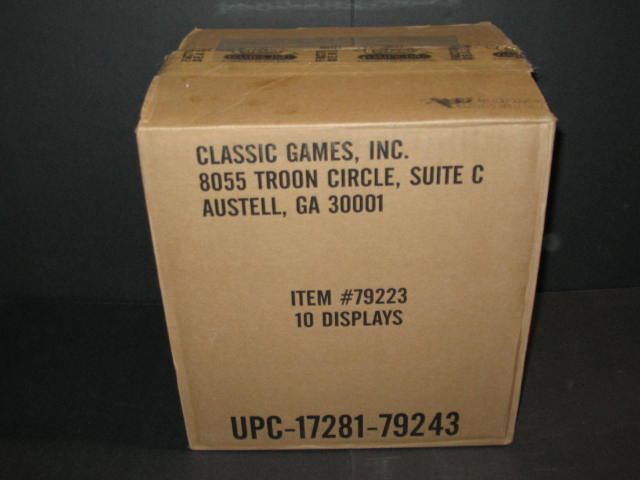 CLASSIC GAMES, INC.
8055 TROON CIRCLE, SUITE C
AUSTELL, GA 30001
ITEM #79223
10 DISPLAYS
UPC-17281-79243